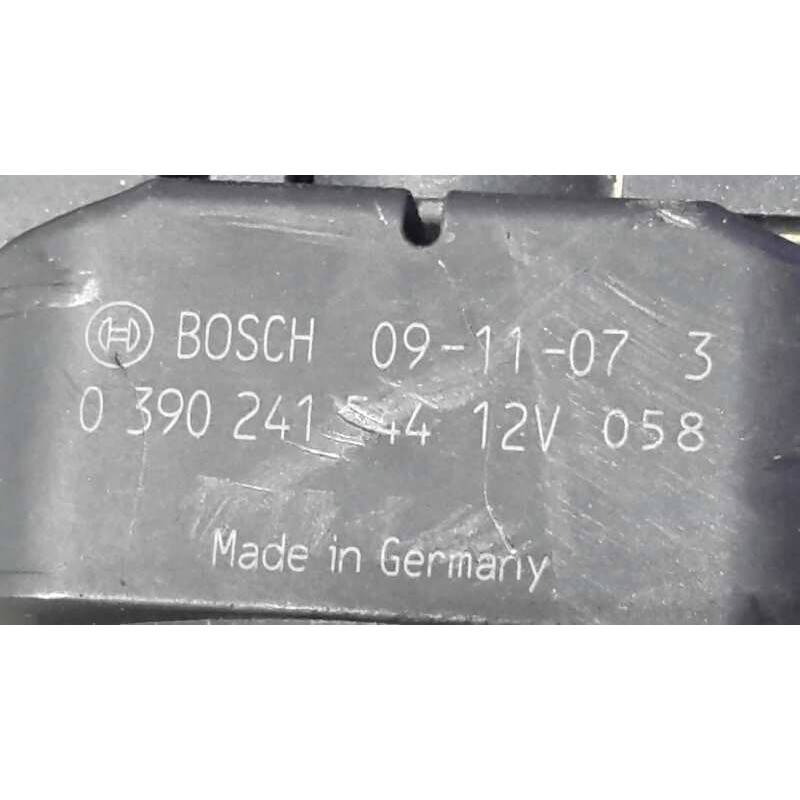 BOSCH 09-11-07 3
0 390 241 544 12V 058
Made in Germany